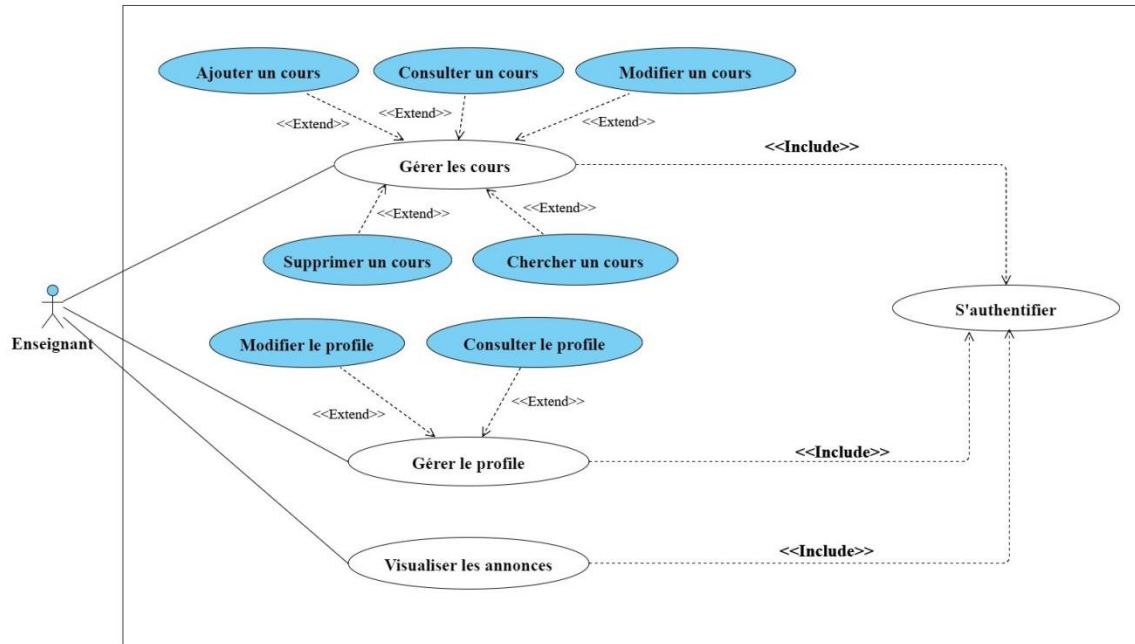 Ajouter un cours
Consulter un cours
Modifier un cours
<<Extend>>
<<Extend>>
<<Extend>>
<<Include>>
Gérer les cours
<<Extend>>
<<Extend>>
Supprimer un cours
Chercher un cours
S'authentifier
Enseignant
Modifier le profile
Consulter le profile
<<Extend>>
<<Extend>>
<<Include>>
Gérer le profile
<<Include>>
Visualiser les annonces